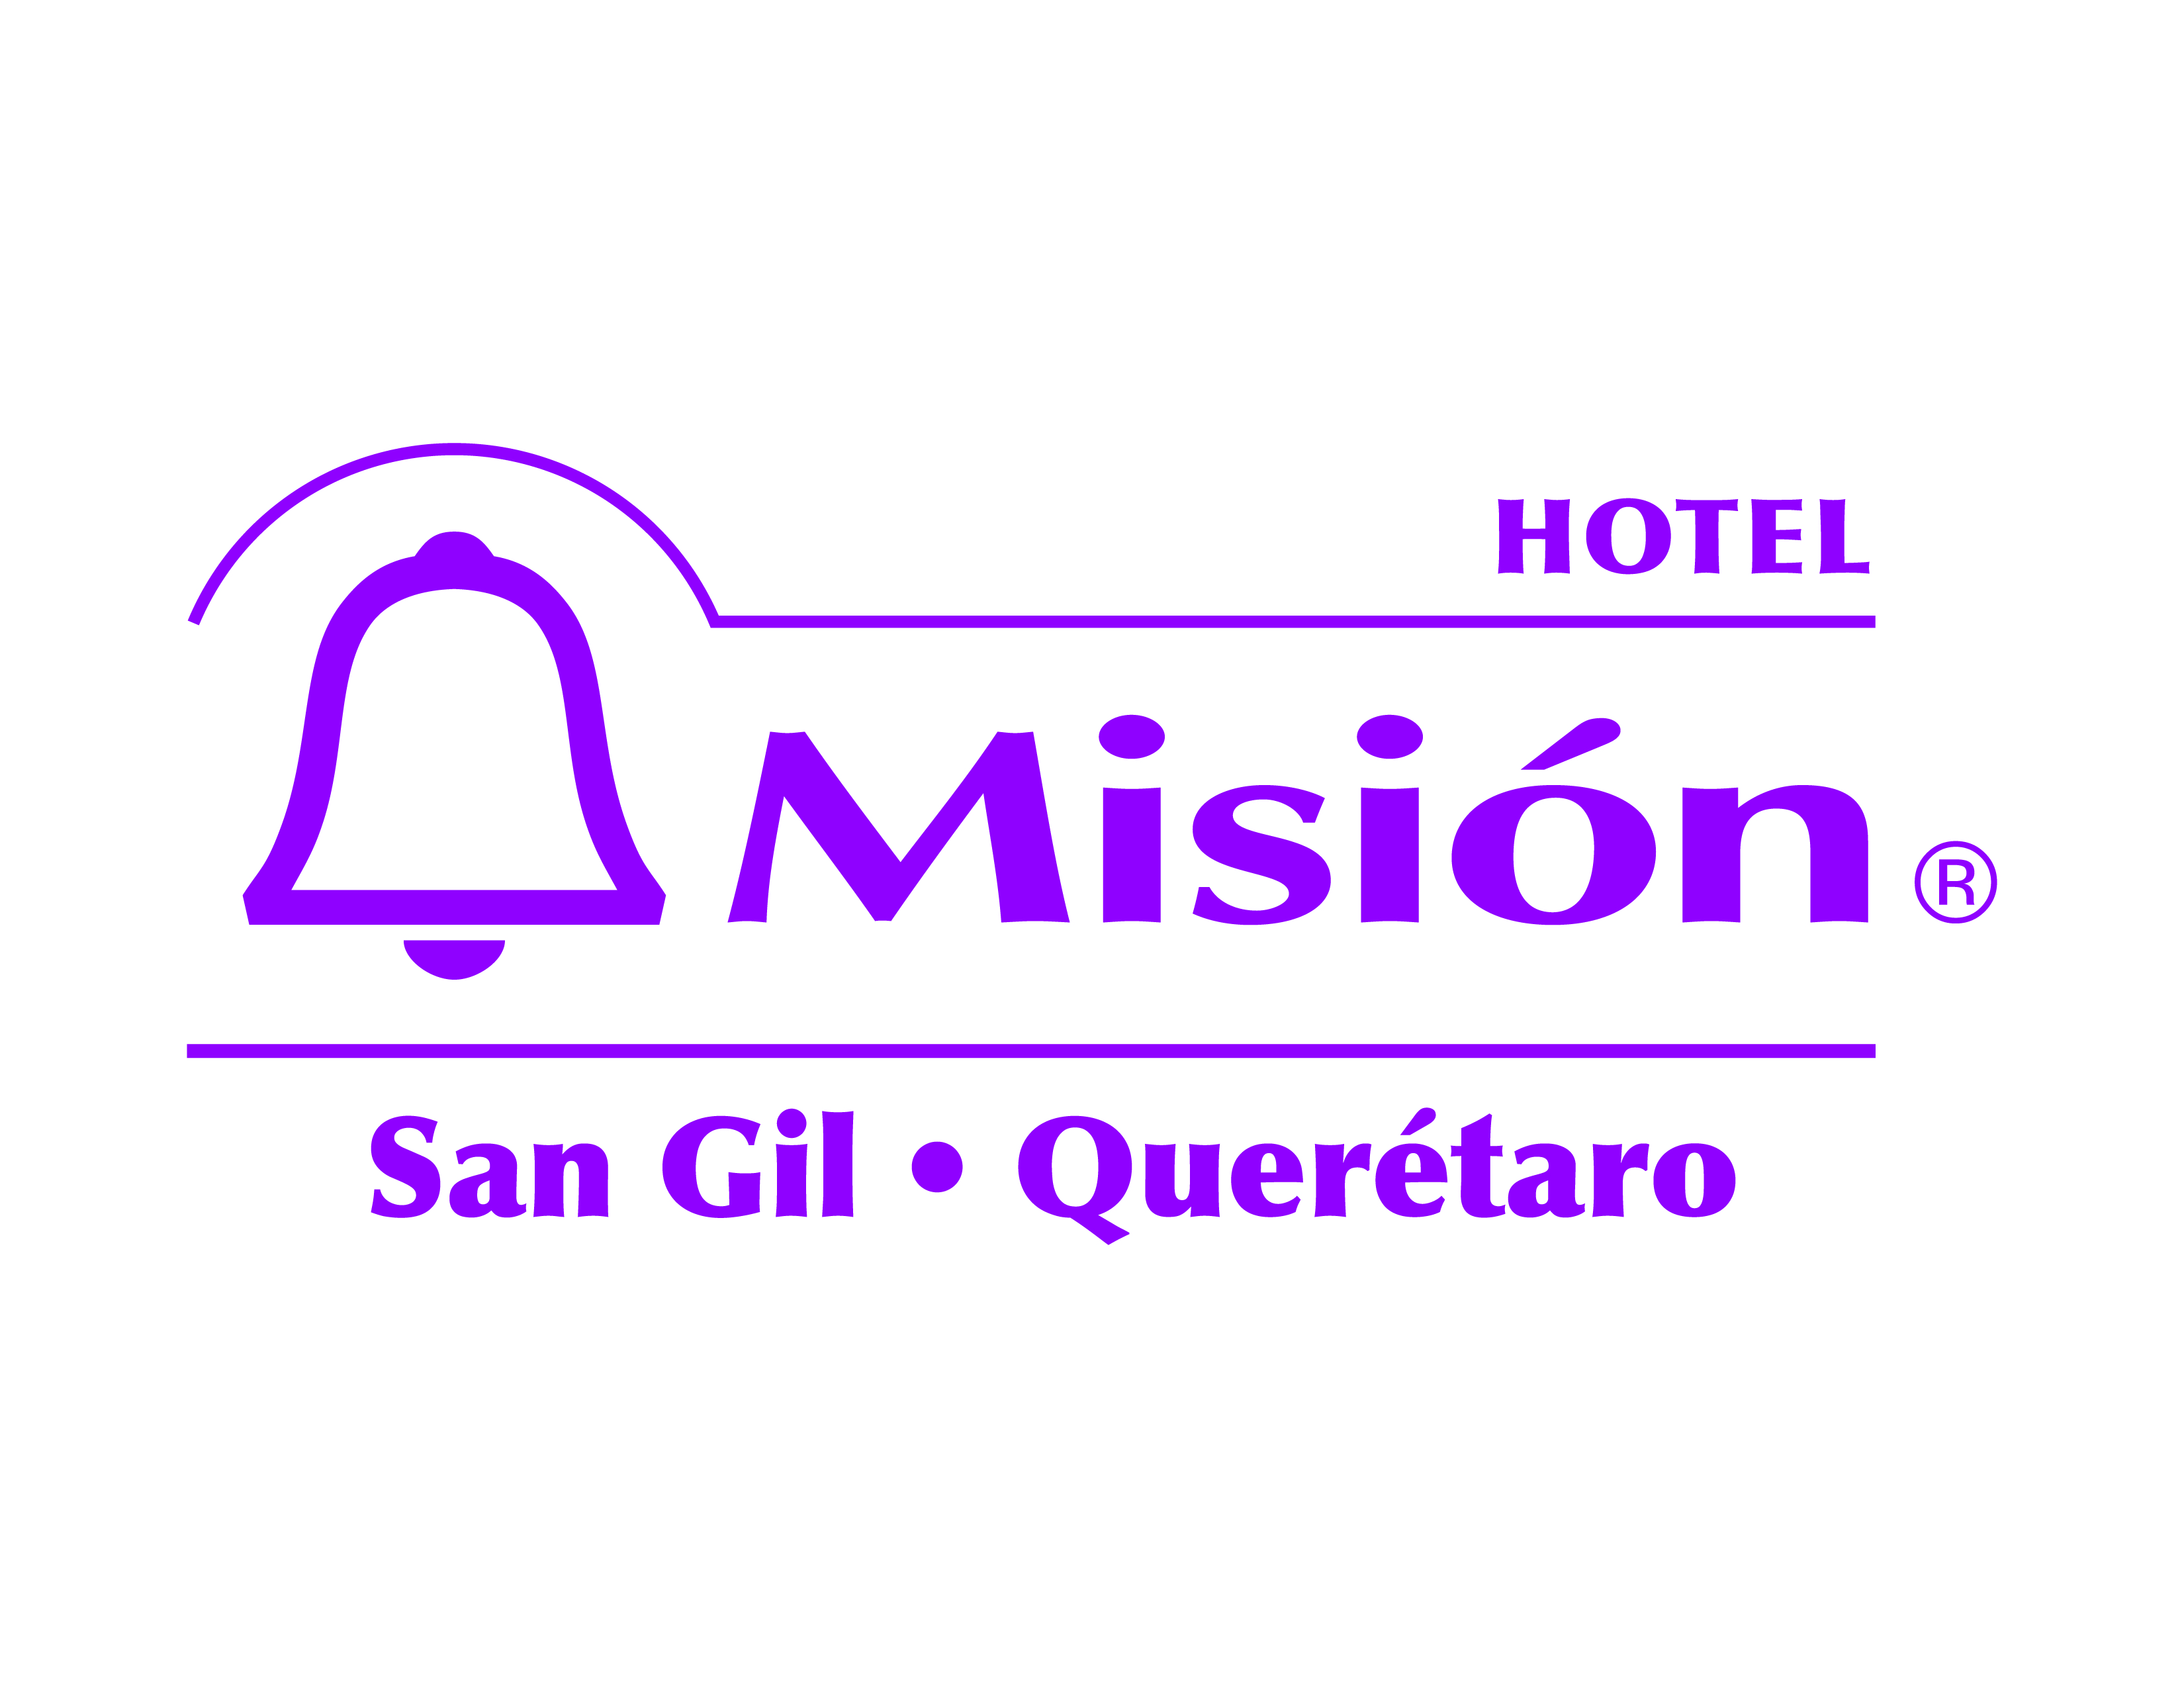 HOTEL
Misión®
San Gil • Querétaro